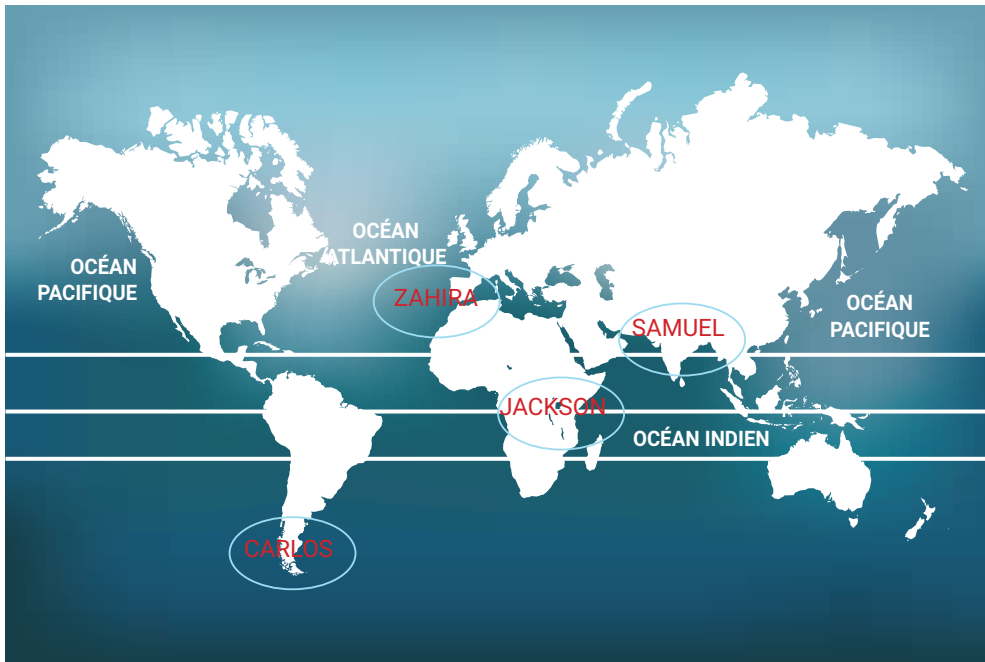 OCÉAN
ATLANTIQUE
OCÉAN
PACIFIQUE
ZAHIRA
SAMUEL
OCÉAN
PACIFIQUE
JACKSON
OCÉAN INDIEN
CARLOS